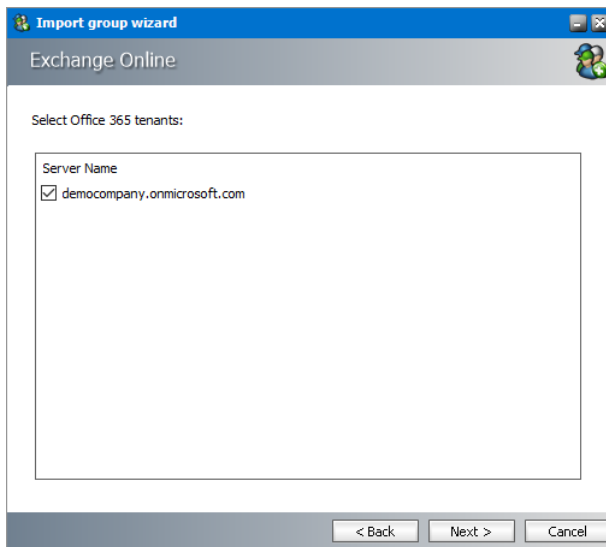 Import group wizard
Exchange Online
Select Office 365 tenants:
Server Name
democompany.onmicrosoft.com
< Back Next > Cancel